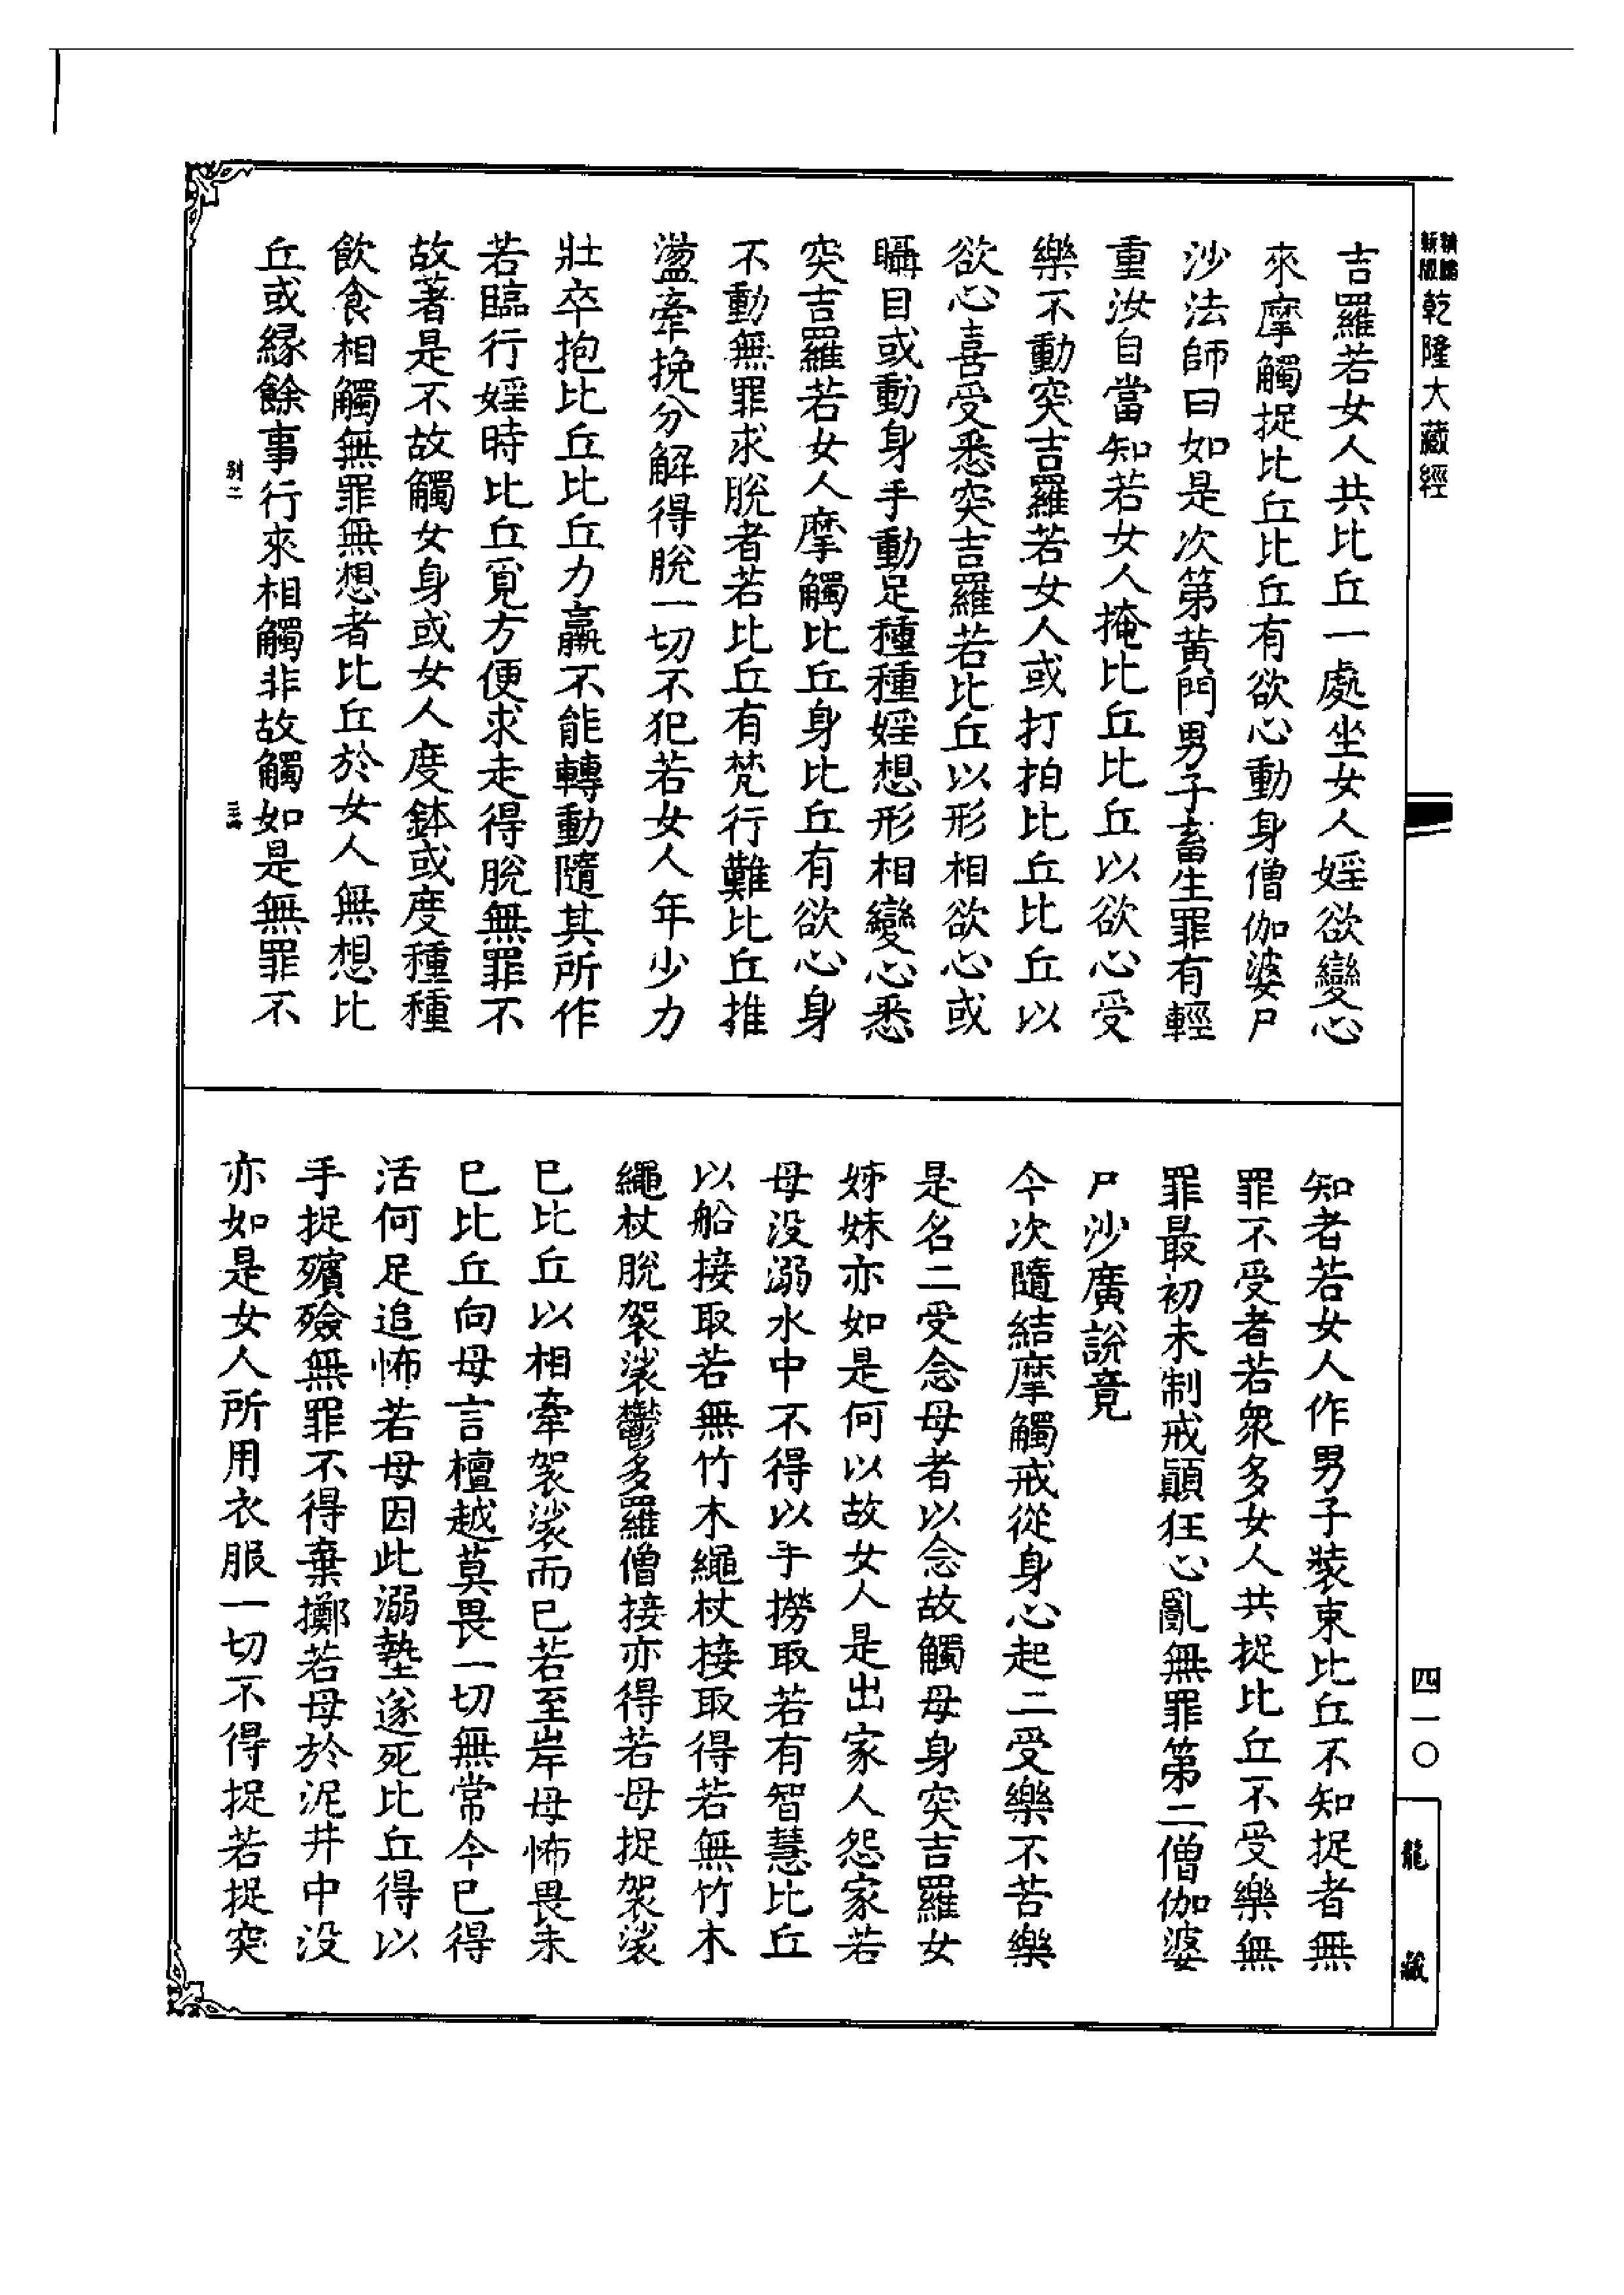 乾隆大藏經
吉羅若女人共比丘一處坐女人婬欲變心
來摩觸捉比丘比丘有欲心動身僧伽婆尸
沙法師曰如是次第黃門男子畜生罪有輕
重汝自當知若女人掩比丘比丘以欲心受
樂不動突吉羅若女人或打拍比丘比丘以
欲心喜受悉突吉羅若比丘以形相欲心或
瞤目或動身手動足種種婬想形相變心悉
突吉羅若女人摩觸比丘身比丘有欲心身
不動無罪求脫者若比丘有梵行難比丘推
盪牽挽分解得脫一切不犯若女人年少力
壯卒抱比丘比丘力羸不能轉動隨其所作
若臨行婬時比丘覓方便求走得脫無罪不
故著是不故觸女身或女人度鉢或度種種
飲食相觸無罪無想者比丘於女人無想比
丘或緣餘事行來相觸非故觸如是無罪不
知者若女人作男子裝束比丘不知捉者無
罪不受者若眾多女人共捉比丘不受樂無
罪最初未制戒顛狂心亂無罪第二僧伽婆
尸沙廣說竟
今次隨結摩觸戒從身心起二受樂不苦樂
是名二受念母者以念故觸母身突吉羅女
姊妹亦如是何以故女人是出家人怨家若
母沒溺水中不得以手撈取若有智慧比丘
以船接取若無竹木繩杖接取得若無竹木
繩杖脫袈裟鬱多羅僧接亦得若母捉袈裟
已比丘以相牽袈裟而已若至岸母怖畏未
已比丘向母言檀越莫畏一切無常今已得
活何足追怖若母因此溺墊遂死比丘得以
手捉殯殮無罪不得棄擲若母於泥井中沒
亦如是女人所用衣服一切不得捉若捉突
四一〇
龍藏